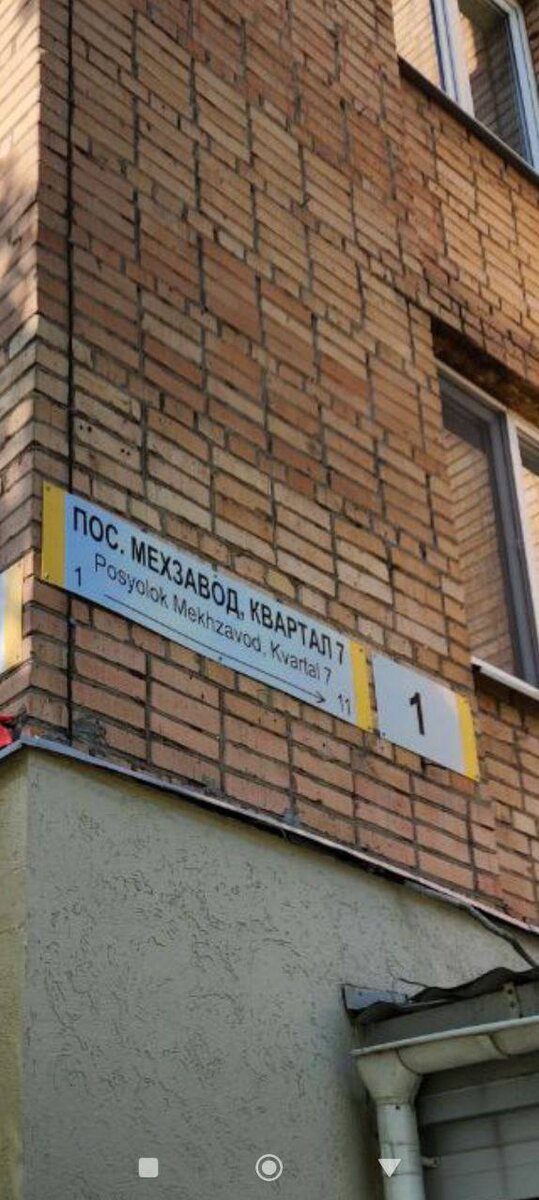 ПОС. МЕХЗАВОД, КВАРТАЛ 7
Posyolok Mekhzavod, Kvartal 7
1 11
1